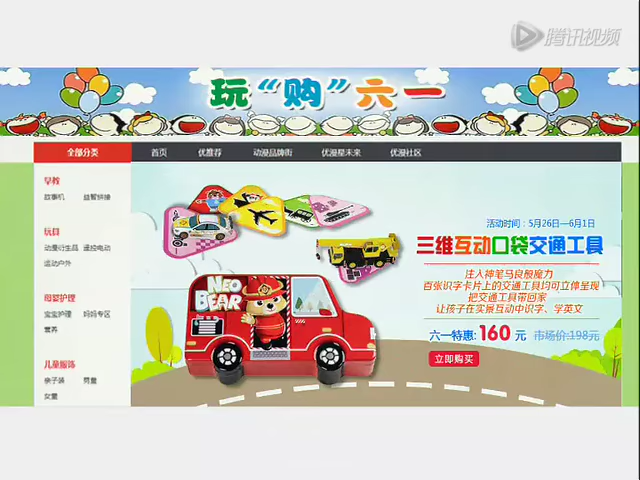 腾讯视频
玩“购”六一
全部分类 首页 优推荐 动漫品牌街 优漫星未来 优漫社区
早教
故事机 益智拼接
玩具
动漫衍生品 遥控电动
运动户外
母婴护理
宝宝护理 妈妈专区
营养
儿童服饰
亲子装 男童
女童
NEO
BEAR
活动时间：5月26日—6月1日
三维互动口袋交通工具
注入神笔马良般魔力
百张识字卡片上的交通工具均可立体呈现
把交通工具带回家
让孩子在实景互动中识字、学英文
六一特惠:160 元 市场价:198元
立即购买